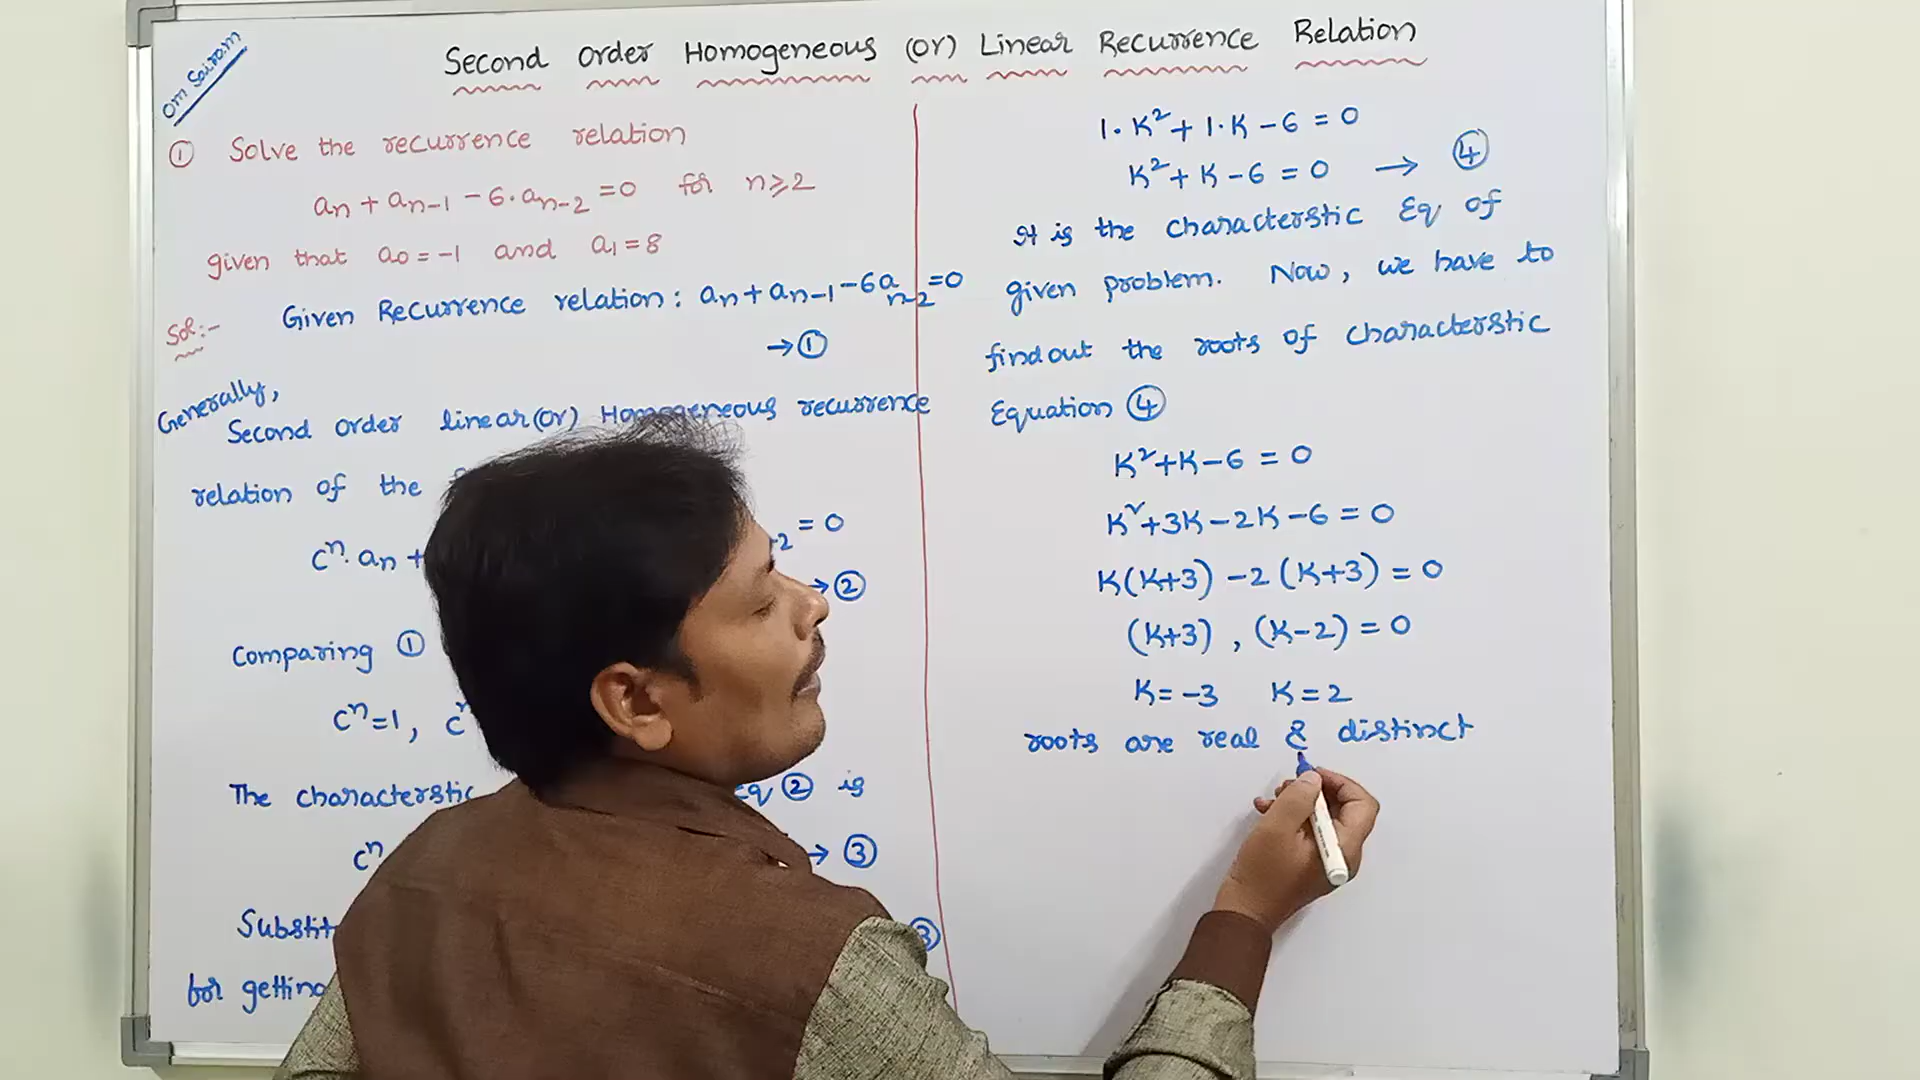 Om Sairam
Second Order Homogeneous (or) Linear Recurrence Relation
① Solve the recurrence relation
aₙ + aₙ₋₁ - 6·aₙ₋₂ = 0 for n ≥ 2
given that a₀ = -1 and a₁ = 8
Sol:- Given Recurrence relation: aₙ + aₙ₋₁ - 6aₙ₋₂ = 0
→ ①
Generally,
Second order linear (or) Homogeneous recurrence
relation of the
cⁿ·aₙ + ₂ = 0
→ ②
Comparing ①
cⁿ = 1, cⁿ
The characterstic Eq ② is
cⁿ → ③
Substit ③
for getting
1·K² + 1·K - 6 = 0
K² + K - 6 = 0 → ④
It is the characterstic Eq of
given problem. Now, we have to
findout the roots of characterstic
Equation ④
K² + K - 6 = 0
K² + 3K - 2K - 6 = 0
K(K+3) - 2(K+3) = 0
(K+3) , (K-2) = 0
K = -3 K = 2
roots are real & distinct